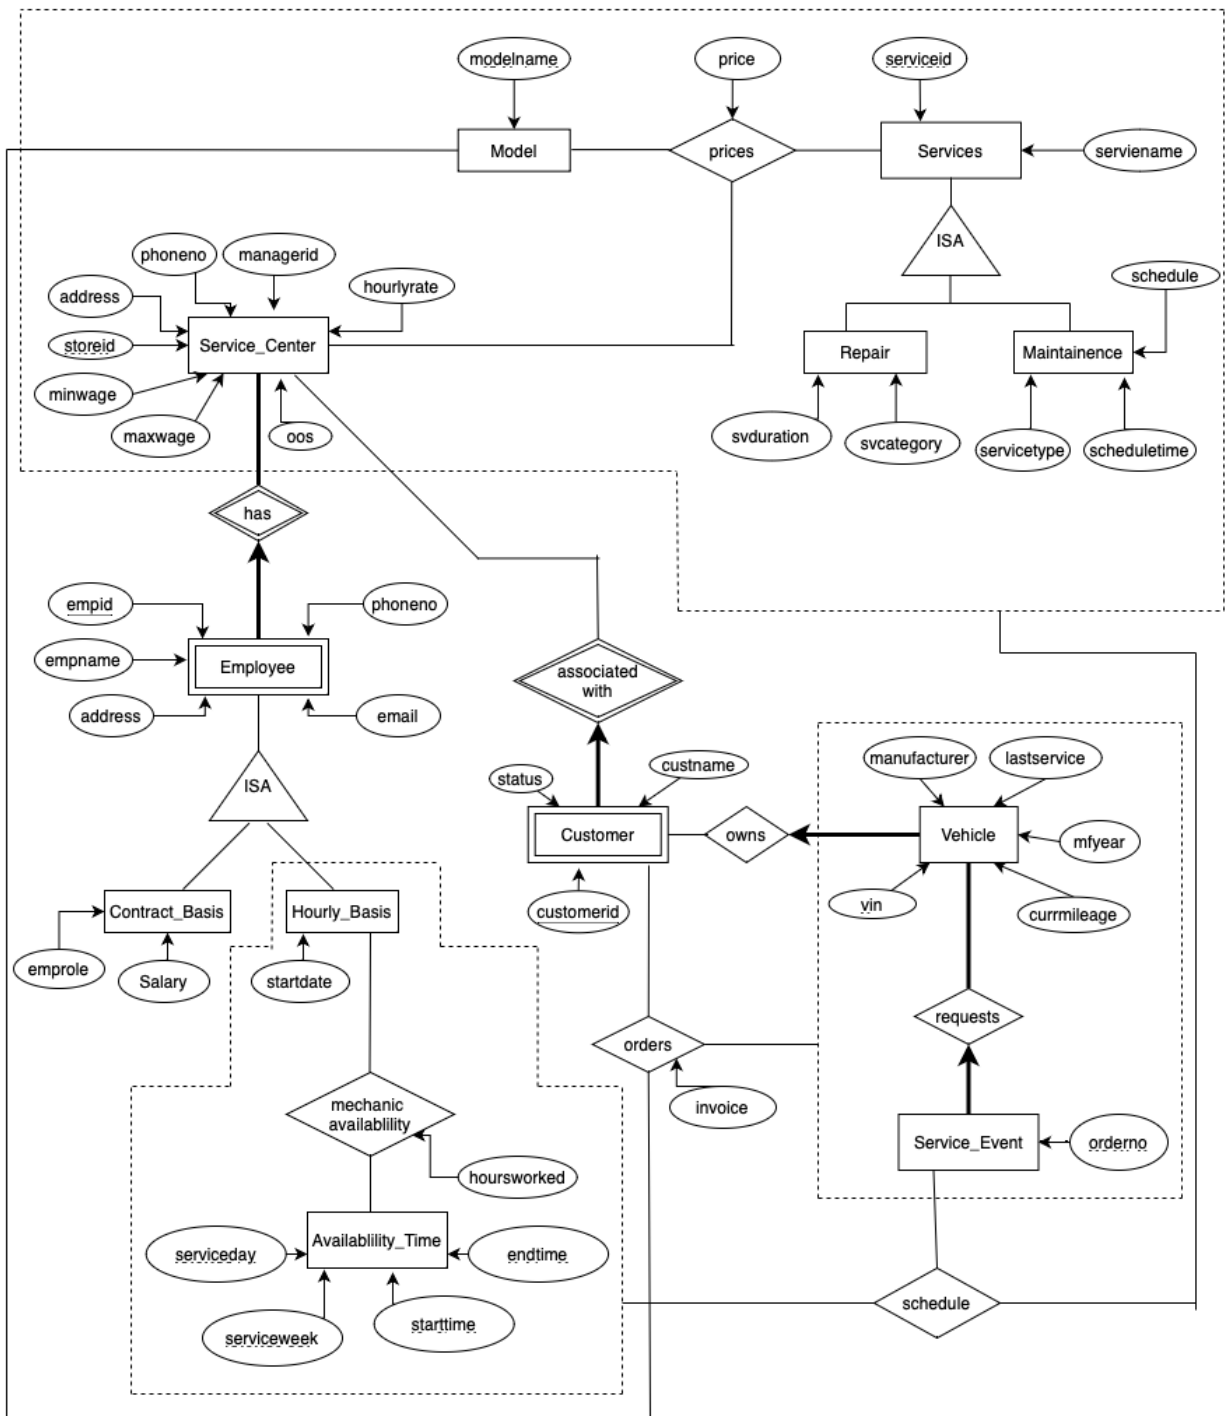 modelname
price
serviceid
Model
prices
Services
serviename
phoneno
managerid
ISA
hourlyrate
schedule
address
storeid
Service_Center
Repair
Maintainence
minwage
maxwage
oos
svduration
svcategory
servicetype
scheduletime
has
empid
phoneno
empname
Employee
associated
with
address
email
manufacturer
lastservice
status
custname
ISA
Customer
owns
Vehicle
mfyear
vin
currmileage
customerid
Contract_Basis
Hourly_Basis
emprole
Salary
startdate
requests
orders
mechanic
availablility
invoice
Service_Event
orderno
hoursworked
serviceday
Availablility_Time
endtime
serviceweek
starttime
schedule